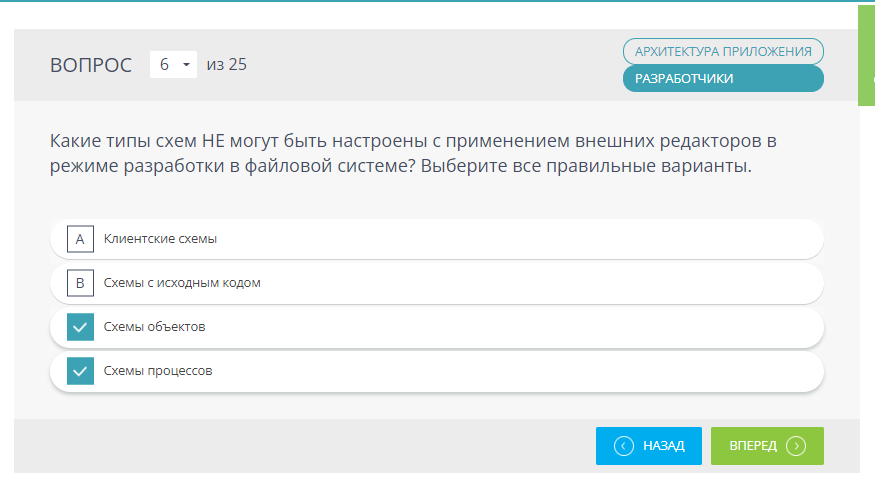 ВОПРОС 6 из 25
АРХИТЕКТУРА ПРИЛОЖЕНИЯ
РАЗРАБОТЧИКИ
Какие типы схем НЕ могут быть настроены с применением внешних редакторов в
режиме разработки в файловой системе? Выберите все правильные варианты.
A Клиентские схемы
B Схемы с исходным кодом
Схемы объектов
Схемы процессов
НАЗАД ВПЕРЕД